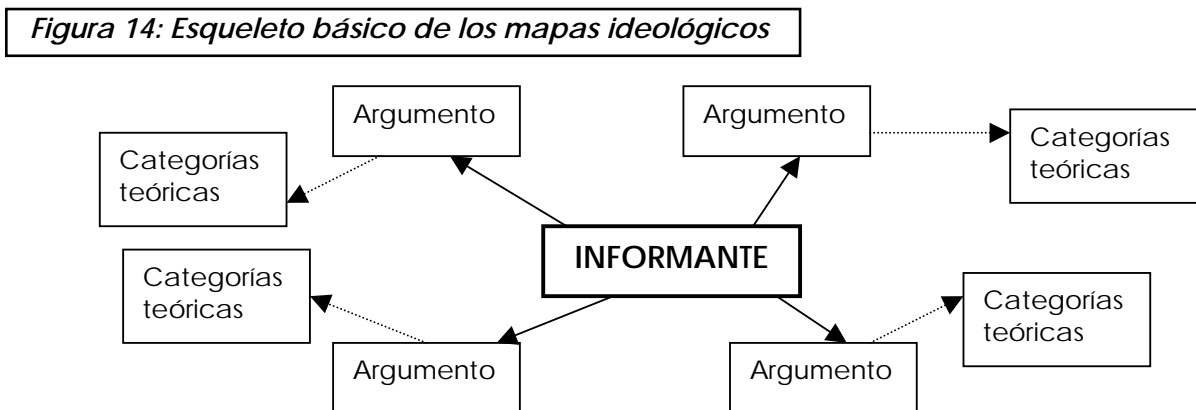 Figura 14: Esqueleto básico de los mapas ideológicos
Argumento
Argumento
Categorías
teóricas
Categorías
teóricas
INFORMANTE
Categorías
teóricas
Categorías
teóricas
Argumento
Argumento